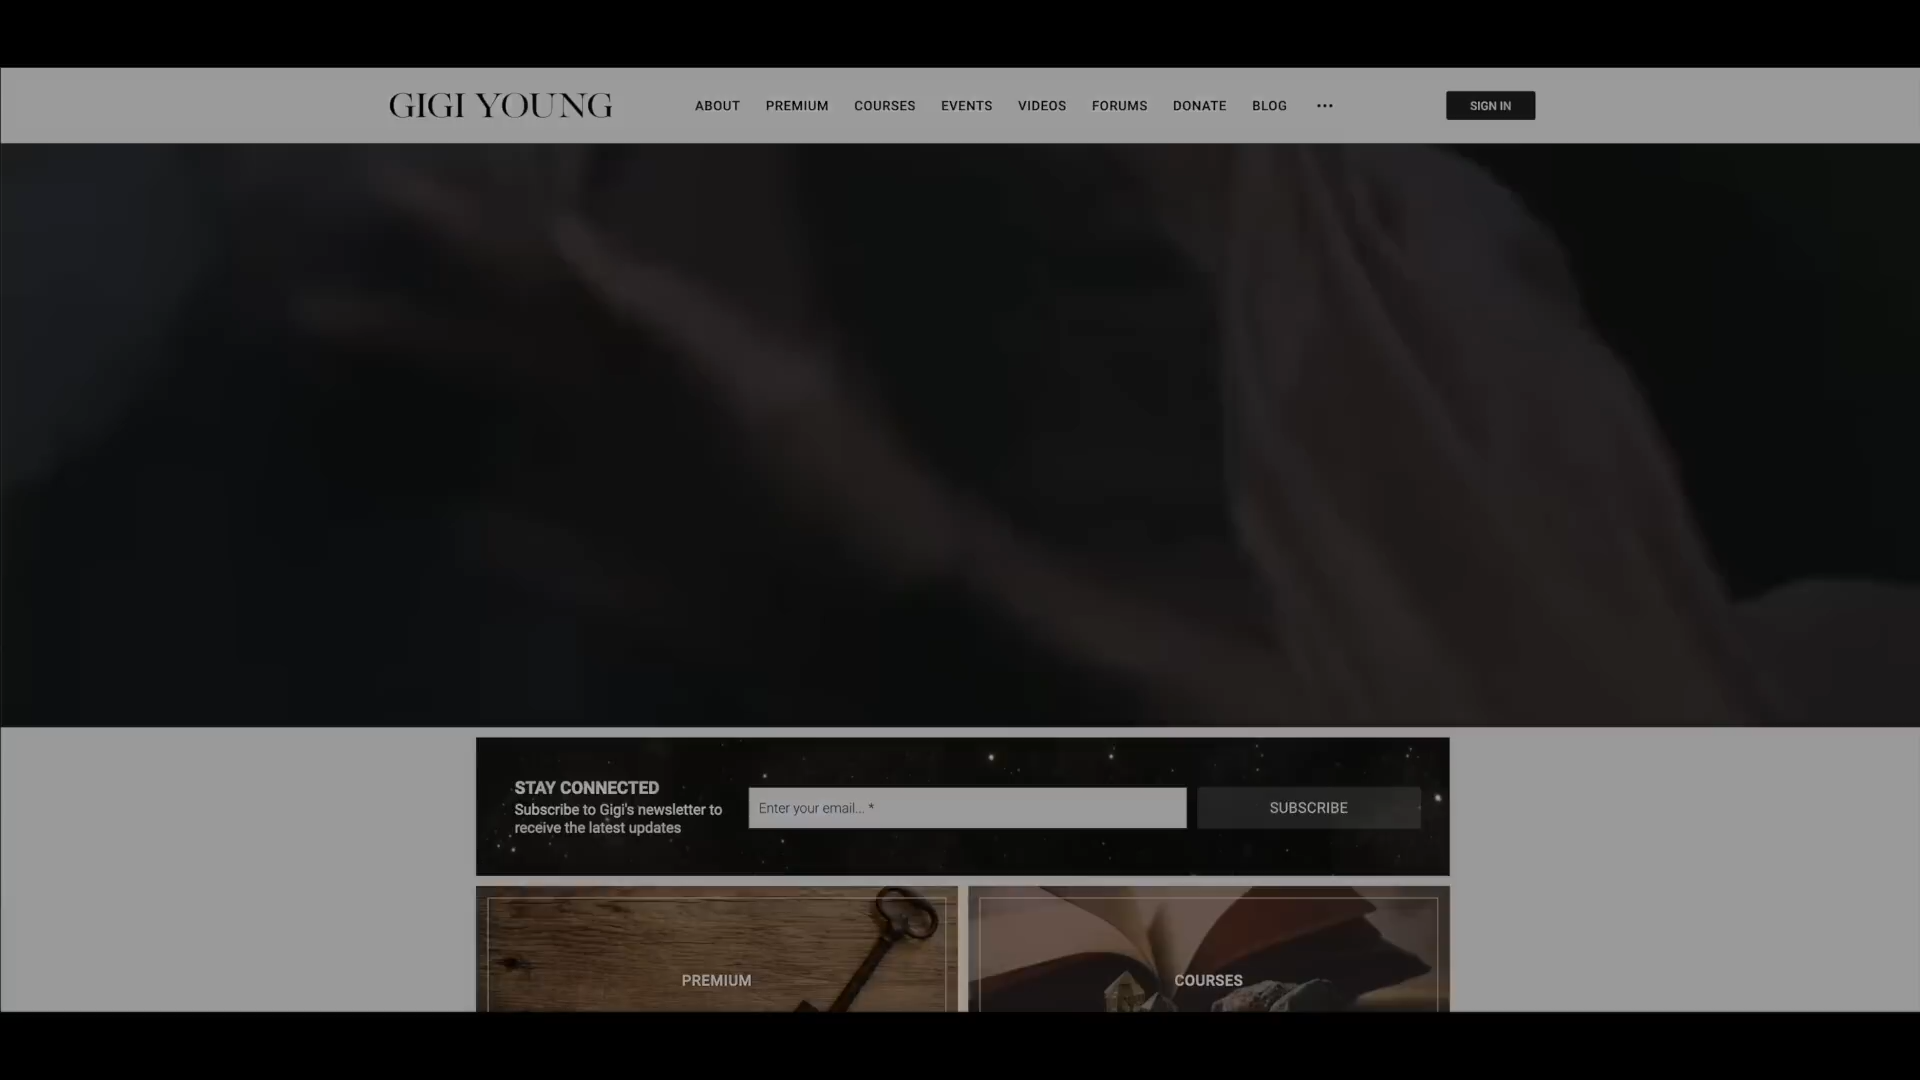 GIGI YOUNG
ABOUT PREMIUM COURSES EVENTS VIDEOS FORUMS DONATE BLOG •••
SIGN IN
STAY CONNECTED
Subscribe to Gigi's newsletter to
receive the latest updates
Enter your email... *
SUBSCRIBE
PREMIUM
COURSES